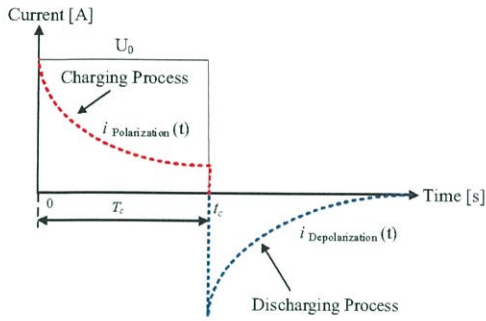 Current [A]
U0
Charging Process
i Polarization (t)
0
Tc
tc
Time [s]
i Depolarization (t)
Discharging Process